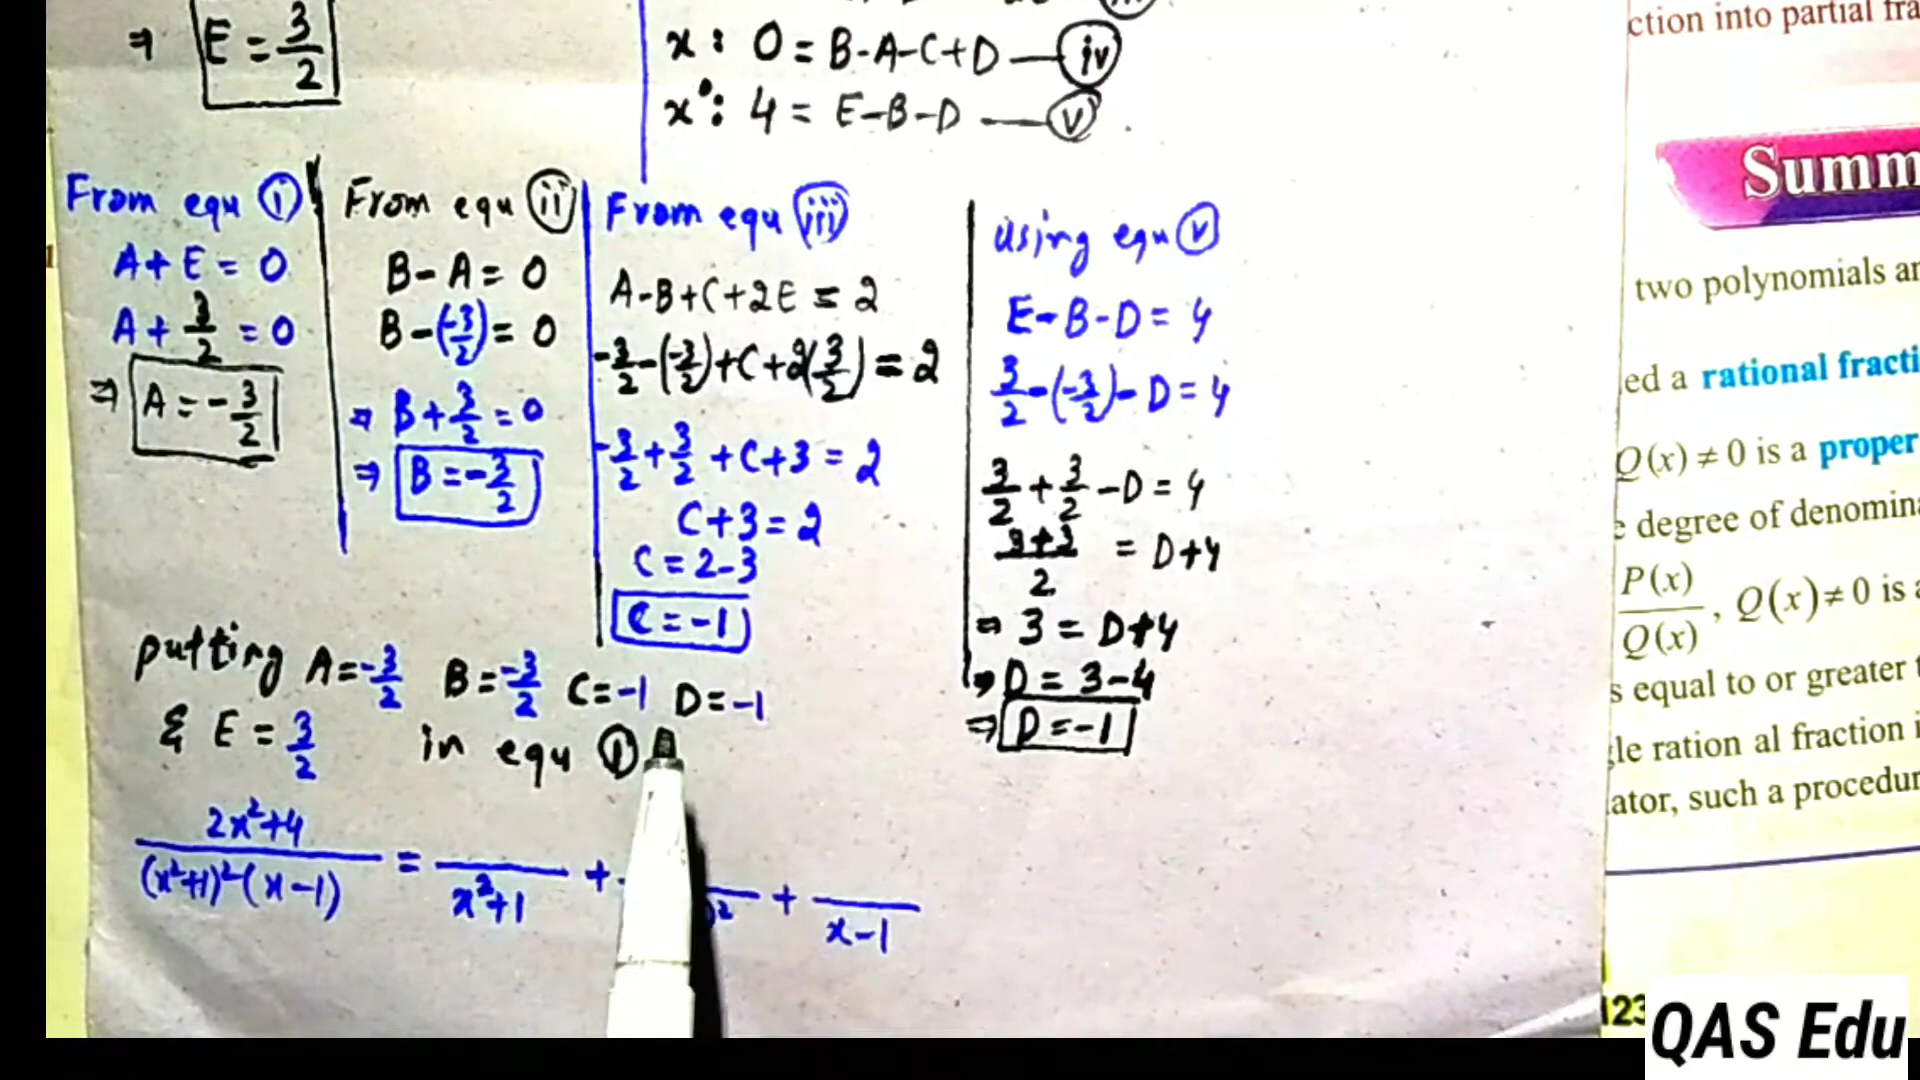 ⇒ E = 3/2
x : 0 = B-A-C+D — (iv)
x⁰: 4 = E-B-D — (v)
From equ (i)
A + E = 0
A + 3/2 = 0
⇒ A = -3/2
From equ (ii)
B - A = 0
B - (-3/2) = 0
⇒ B + 3/2 = 0
⇒ B = -3/2
From equ (iii)
A-B+C+2E = 2
-3/2 - (-3/2) + C + 2(3/2) = 2
-3/2 + 3/2 + C + 3 = 2
C + 3 = 2
C = 2-3
C = -1
Using equ (v)
E - B - D = 4
3/2 - (-3/2) - D = 4
3/2 + 3/2 - D = 4
3+3/2 = D+4
⇒ 3 = D+4
⇒ D = 3-4
⇒ D = -1
putting A = -3/2 B = -3/2 C = -1 D = -1
& E = 3/2 in equ (i)
2x²+4/(x²+1)²(x-1) = /x²+1 + /)² + /x-1
ction into partial fra
Summ
two polynomials ar
ed a rational fracti
Q(x) ≠ 0 is a proper
e degree of denomina
P(x)/Q(x), Q(x) ≠ 0 is a
s equal to or greater t
gle ration al fraction i
ator, such a procedur
123
QAS Edu